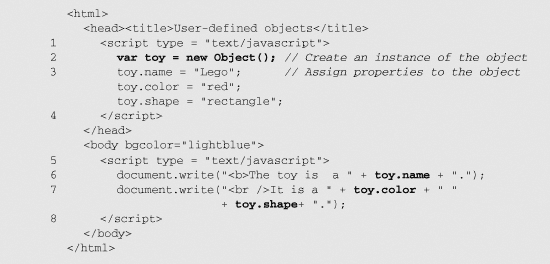 <html>
<head><title>User-defined objects</title>
1 <script type = "text/javascript">
2 var toy = new Object(); // Create an instance of the object
3 toy.name = "Lego"; // Assign properties to the object
toy.color = "red";
toy.shape = "rectangle";
4 </script>
</head>
<body bgcolor="lightblue">
5 <script type = "text/javascript">
6 document.write("<b>The toy is  a " + toy.name + ".");
7 document.write("<br />It is a " + toy.color + " "
+ toy.shape+ ".");
8 </script>
</body>
</html>